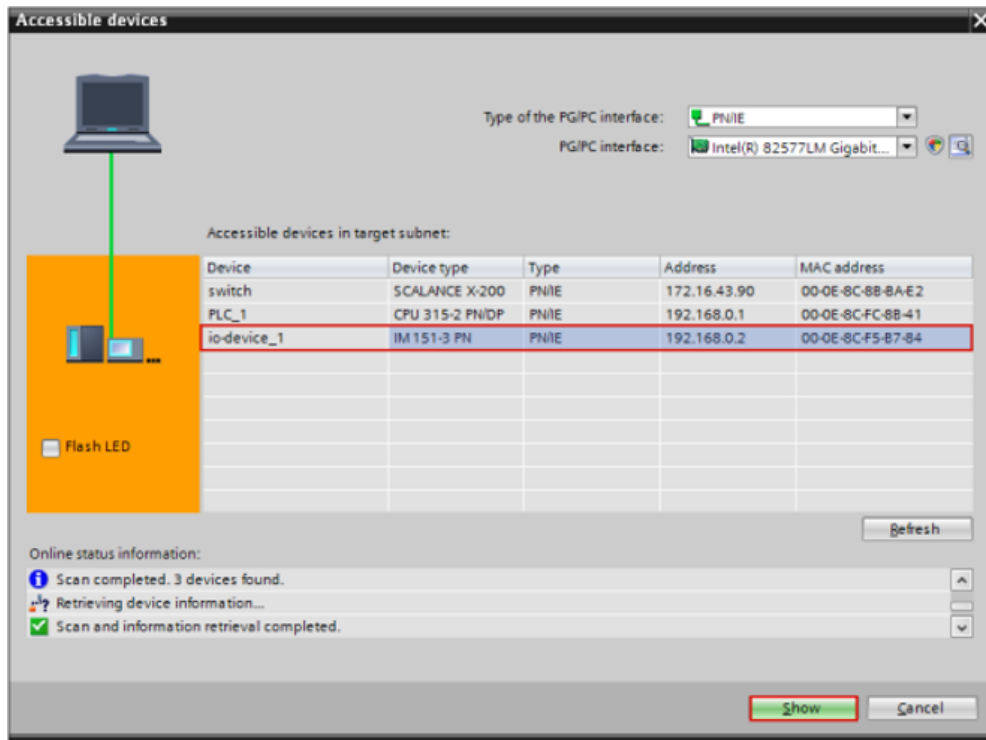 Accessible devices
Type of the PG/PC interface: PN/IE
PG/PC interface: Intel(R) 82577LM Gigabit...
Accessible devices in target subnet:
Device Device type Type Address MAC address
switch SCALANCE X-200 PN/IE 172.16.43.90 00-0E-8C-8B-BA-E2
PLC_1 CPU 315-2 PN/DP PN/IE 192.168.0.1 00-0E-8C-FC-8B-41
io-device_1 IM 151-3 PN PN/IE 192.168.0.2 00-0E-8C-F5-B7-84
Flash LED
Refresh
Online status information:
Scan completed. 3 devices found.
Retrieving device information...
Scan and information retrieval completed.
Show Cancel